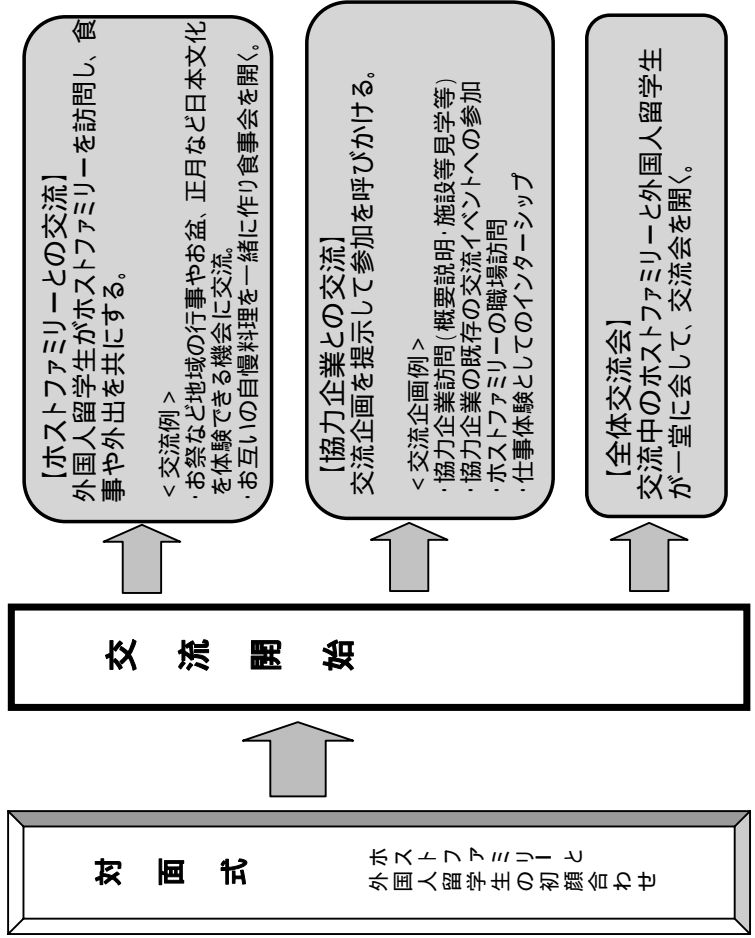 対面式
ホストファミリーと
外国人留学生の初顔合わせ
交流開始
【ホストファミリーとの交流】
外国人留学生がホストファミリーを訪問し、食
事や外出を共にする。
<交流例>
・お祭など地域の行事やお盆、正月など日本文化
を体験できる機会に交流。
・お互いの自慢料理を一緒に作り食事会を開く。
【協力企業との交流】
交流企画を提示して参加を呼びかける。
<交流企画例>
・協力企業訪問(概要説明・施設等見学等)
・協力企業の既存の交流イベントへの参加
・ホストファミリーの職場訪問
・仕事体験としてのインターシップ
【全体交流会】
交流中のホストファミリーと外国人留学生
が一堂に会して、交流会を開く。